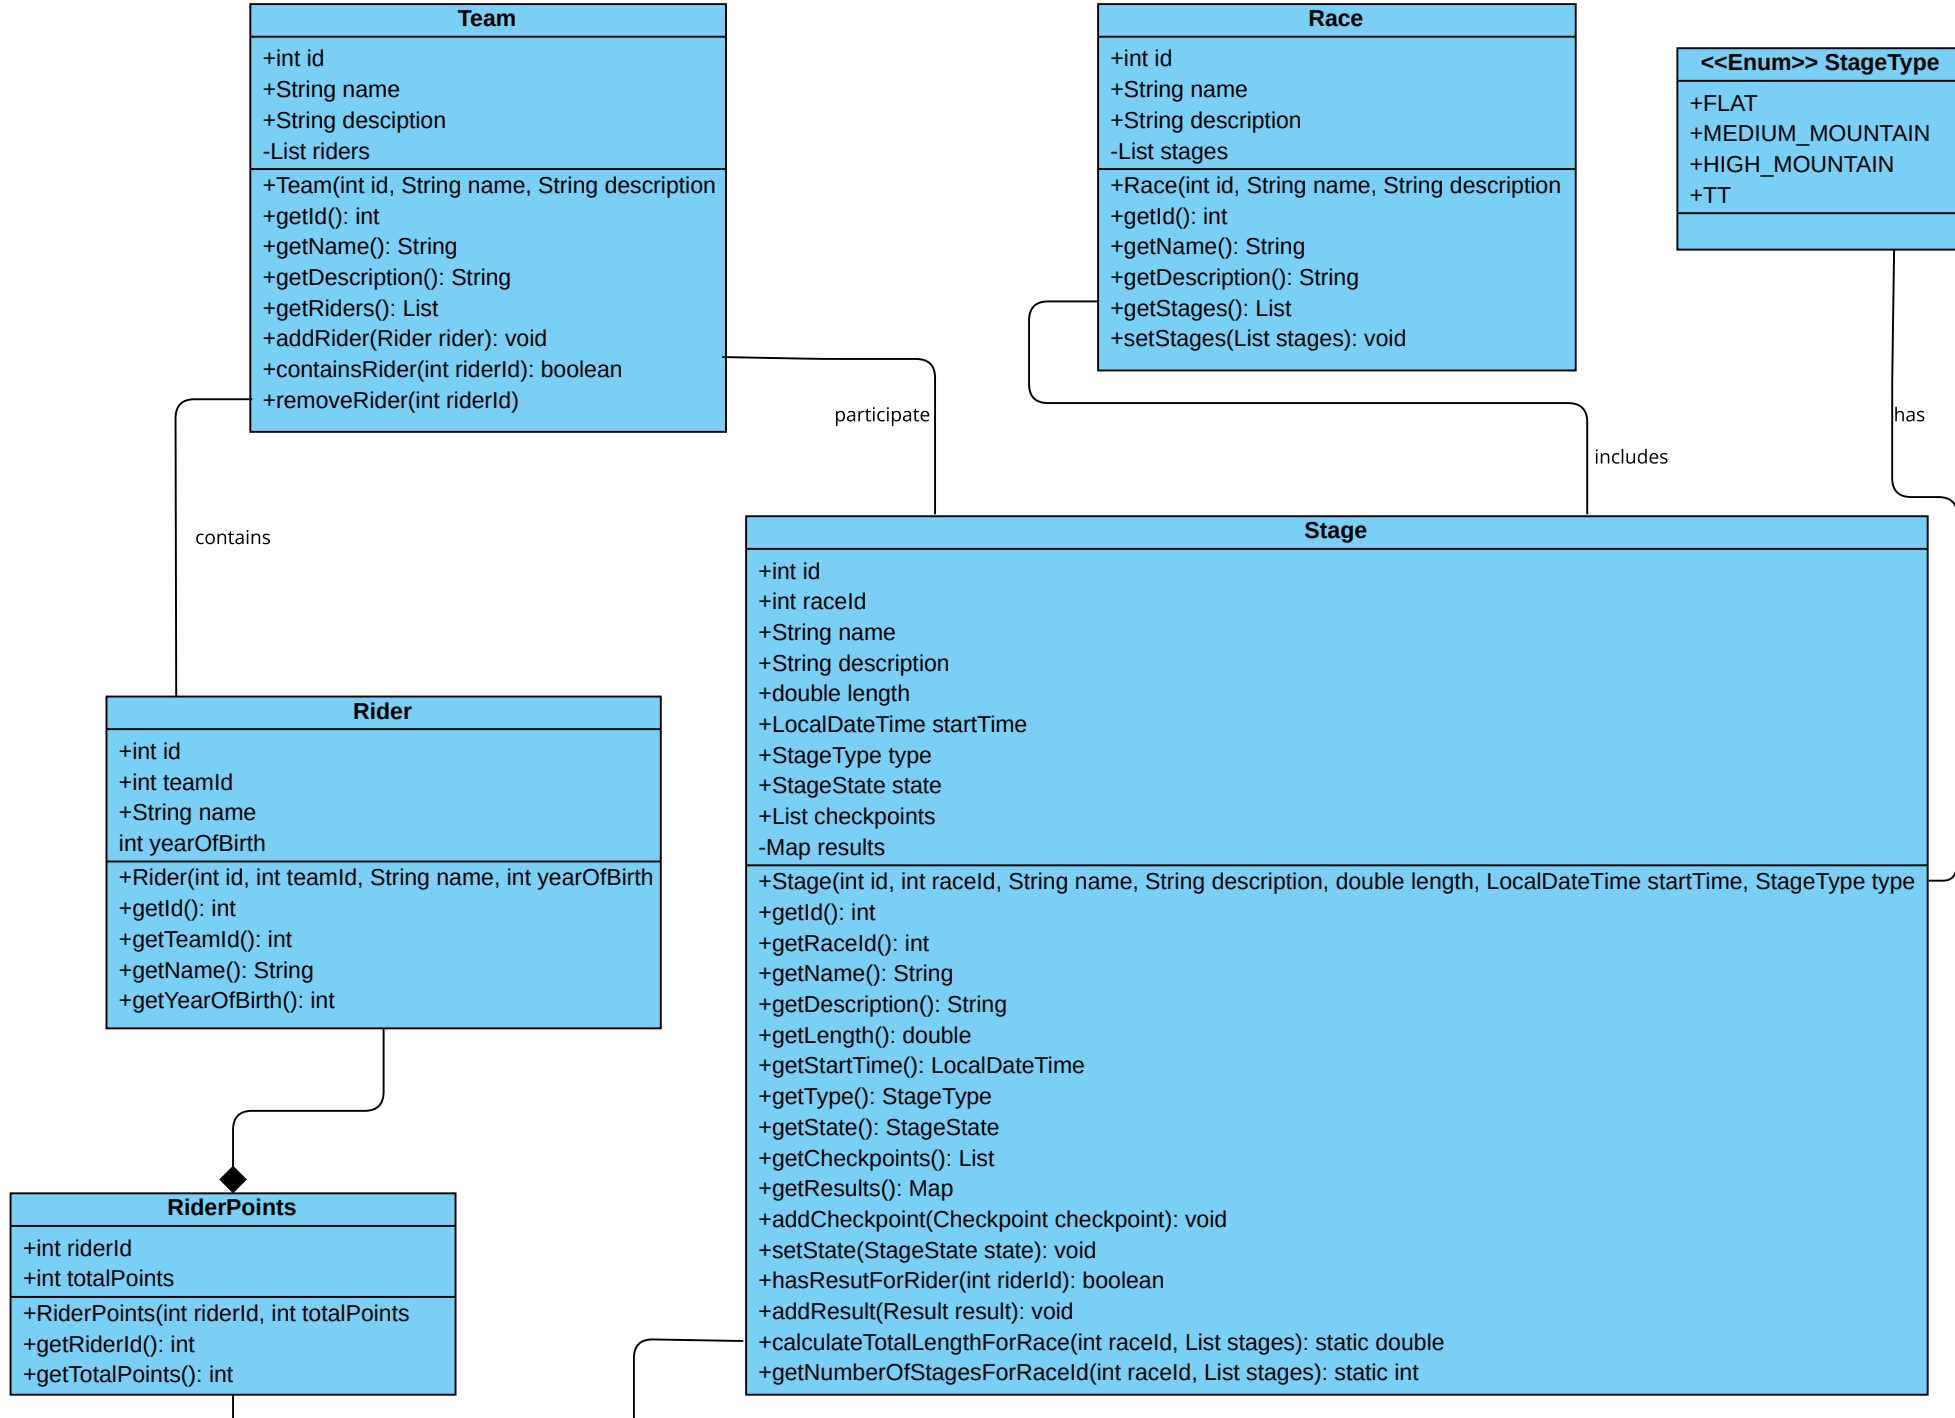 Team
+int id
+String name
+String desciption
-List riders
+Team(int id, String name, String description
+getId(): int
+getName(): String
+getDescription(): String
+getRiders(): List
+addRider(Rider rider): void
+containsRider(int riderId): boolean
+removeRider(int riderId)
Race
+int id
+String name
+String description
-List stages
+Race(int id, String name, String description
+getId(): int
+getName(): String
+getDescription(): String
+getStages(): List
+setStages(List stages): void
<<Enum>> StageType
+FLAT
+MEDIUM_MOUNTAIN
+HIGH_MOUNTAIN
+TT
participate
includes
has
contains
Rider
+int id
+int teamId
+String name
int yearOfBirth
+Rider(int id, int teamId, String name, int yearOfBirth
+getId(): int
+getTeamId(): int
+getName(): String
+getYearOfBirth(): int
Stage
+int id
+int raceId
+String name
+String description
+double length
+LocalDateTime startTime
+StageType type
+StageState state
+List checkpoints
-Map results
+Stage(int id, int raceId, String name, String description, double length, LocalDateTime startTime, StageType type
+getId(): int
+getRaceId(): int
+getName(): String
+getDescription(): String
+getLength(): double
+getStartTime(): LocalDateTime
+getType(): StageType
+getState(): StageState
+getCheckpoints(): List
+getResults(): Map
+addCheckpoint(Checkpoint checkpoint): void
+setState(StageState state): void
+hasResutForRider(int riderId): boolean
+addResult(Result result): void
+calculateTotalLengthForRace(int raceId, List stages): static double
+getNumberOfStagesForRaceId(int raceId, List stages): static int
RiderPoints
+int riderId
+int totalPoints
+RiderPoints(int riderId, int totalPoints
+getRiderId(): int
+getTotalPoints(): int